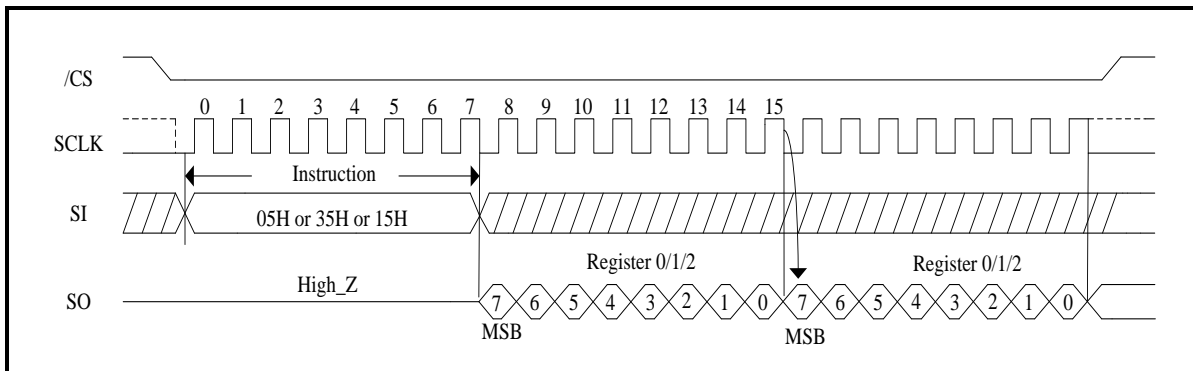 /CS
0 1 2 3 4 5 6 7 8 9 10 11 12 13 14 15
SCLK
Instruction
SI
05H or 35H or 15H
Register 0/1/2 Register 0/1/2
High_Z
SO
7 6 5 4 3 2 1 0 7 6 5 4 3 2 1 0
MSB MSB